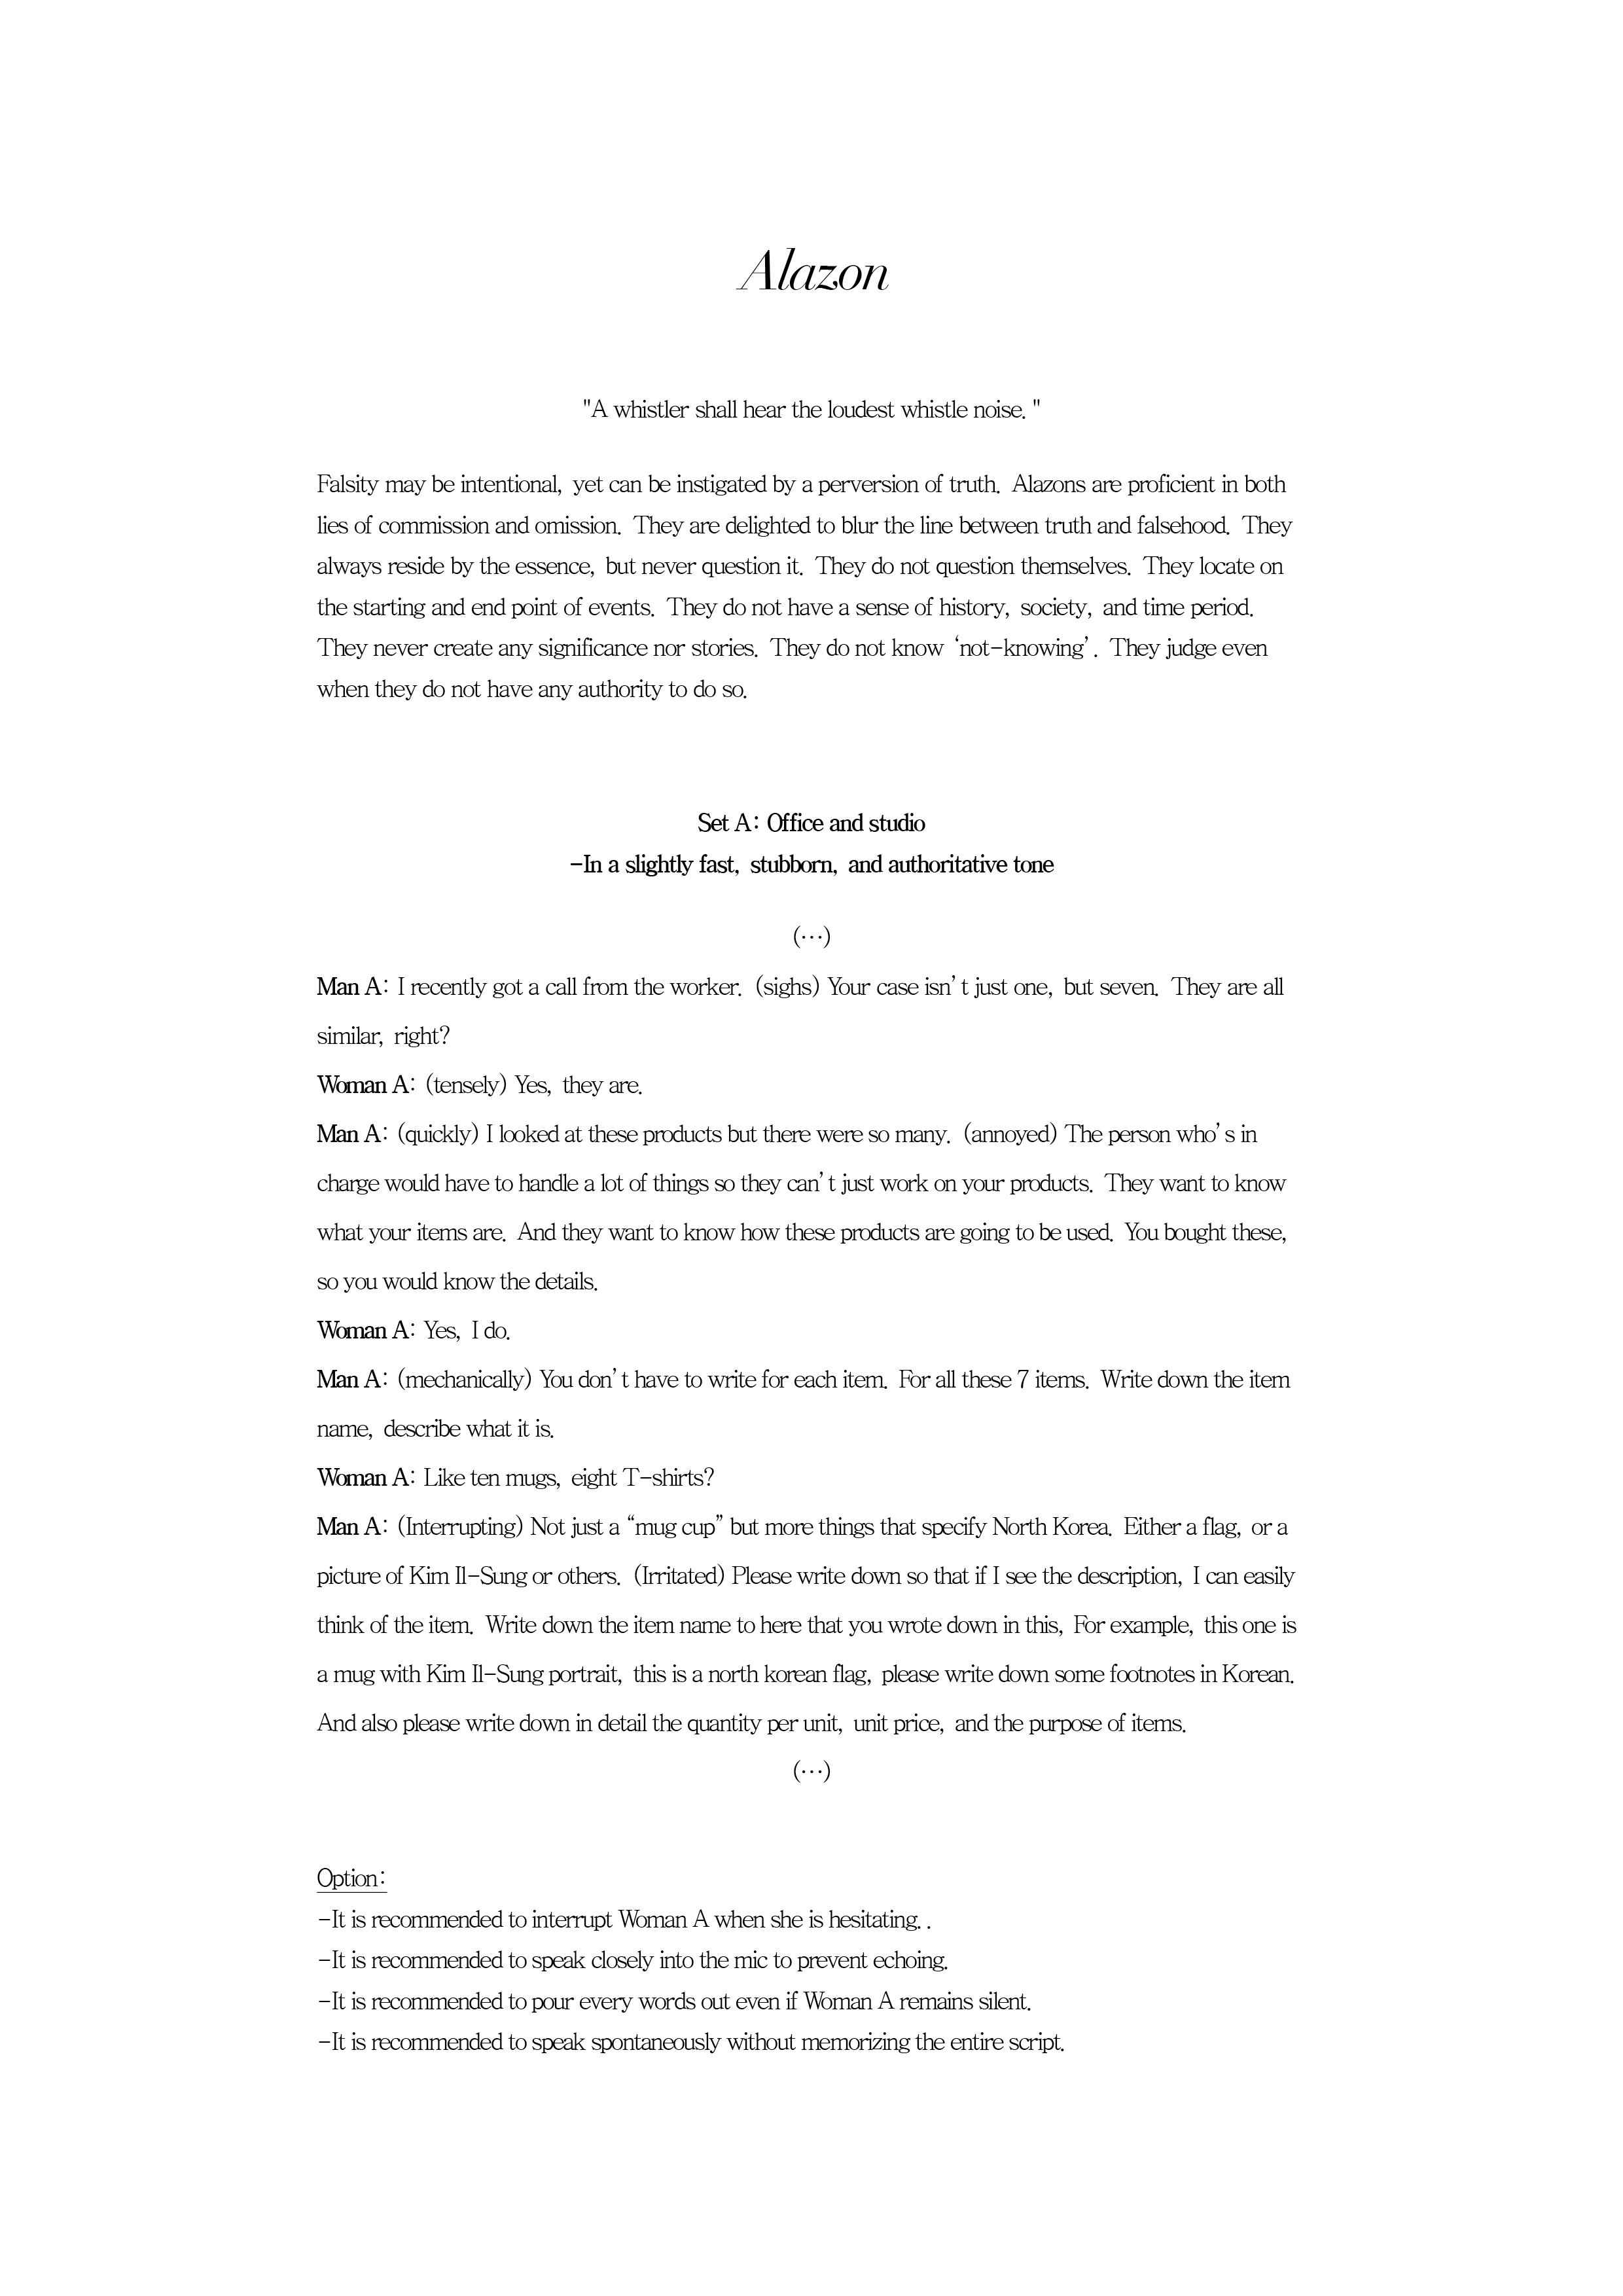 Alazon
"A whistler shall hear the loudest whistle noise. "
Falsity may be intentional, yet can be instigated by a perversion of truth. Alazons are proficient in both
lies of commission and omission. They are delighted to blur the line between truth and falsehood. They
always reside by the essence, but never question it. They do not question themselves. They locate on
the starting and end point of events. They do not have a sense of history, society, and time period.
They never create any significance nor stories. They do not know ‘not-knowing’. They judge even
when they do not have any authority to do so.
Set A: Office and studio
-In a slightly fast, stubborn, and authoritative tone
(…)
Man A: I recently got a call from the worker. (sighs) Your case isn’t just one, but seven. They are all
similar, right?
Woman A: (tensely) Yes, they are.
Man A: (quickly) I looked at these products but there were so many. (annoyed) The person who’s in
charge would have to handle a lot of things so they can’t just work on your products. They want to know
what your items are. And they want to know how these products are going to be used. You bought these,
so you would know the details.
Woman A: Yes, I do.
Man A: (mechanically) You don’t have to write for each item. For all these 7 items. Write down the item
name, describe what it is.
Woman A: Like ten mugs, eight T-shirts?
Man A: (Interrupting) Not just a “mug cup” but more things that specify North Korea. Either a flag, or a
picture of Kim Il-Sung or others. (Irritated) Please write down so that if I see the description, I can easily
think of the item. Write down the item name to here that you wrote down in this, For example, this one is
a mug with Kim Il-Sung portrait, this is a north korean flag, please write down some footnotes in Korean.
And also please write down in detail the quantity per unit, unit price, and the purpose of items.
(…)
Option:
-It is recommended to interrupt Woman A when she is hesitating. .
-It is recommended to speak closely into the mic to prevent echoing.
-It is recommended to pour every words out even if Woman A remains silent.
-It is recommended to speak spontaneously without memorizing the entire script.